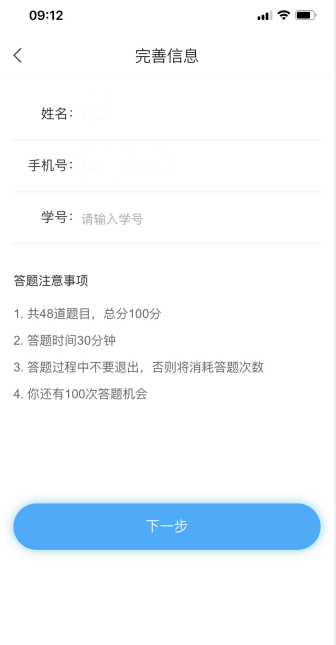 09:12
完善信息
姓名：
手机号：
学号：请输入学号
答题注意事项
1. 共48道题目，总分100分
2. 答题时间30分钟
3. 答题过程中不要退出，否则将消耗答题次数
4. 你还有100次答题机会
下一步